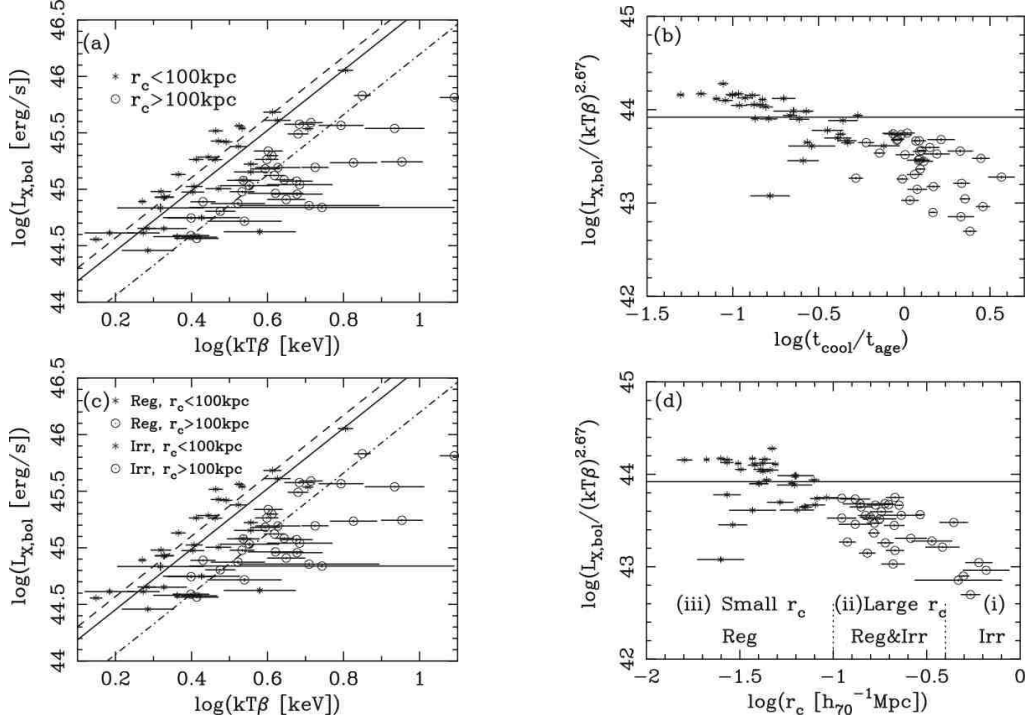 (a)
* r_c<100kpc
⊙ r_c>100kpc
log(L_X,bol [erg/s])
46.5
46
45.5
45
44.5
44
0.2 0.4 0.6 0.8 1
log(kTβ [keV])
(b)
log(L_X,bol/(kTβ)^2.67)
45
44
43
42
−1.5 −1 −0.5 0 0.5
log(t_cool/t_age)
(c)
* Reg, r_c<100kpc
⊙ Reg, r_c>100kpc
* Irr, r_c<100kpc
⊙ Irr, r_c>100kpc
log(L_X,bol [erg/s])
46.5
46
45.5
45
44.5
44
0.2 0.4 0.6 0.8 1
log(kTβ [keV])
(d)
log(L_X,bol/(kTβ)^2.67)
45
44
43
42
(iii) Small r_c
Reg
(ii)Large r_c
Reg&Irr
(i)
Irr
−2 −1.5 −1 −0.5 0
log(r_c [h_70^−1Mpc])